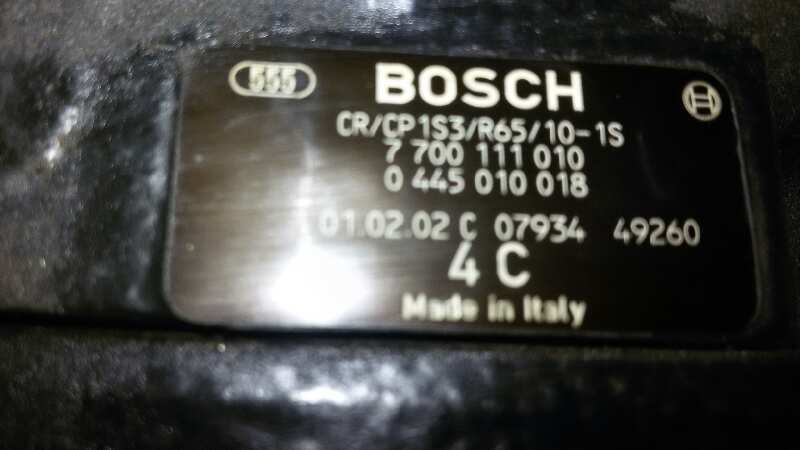 555 BOSCH
CR/CP1S3/R65/10-1S
7 700 111 010
0 445 010 018
01.02.02 C 07934 49260
4 C
Made in Italy